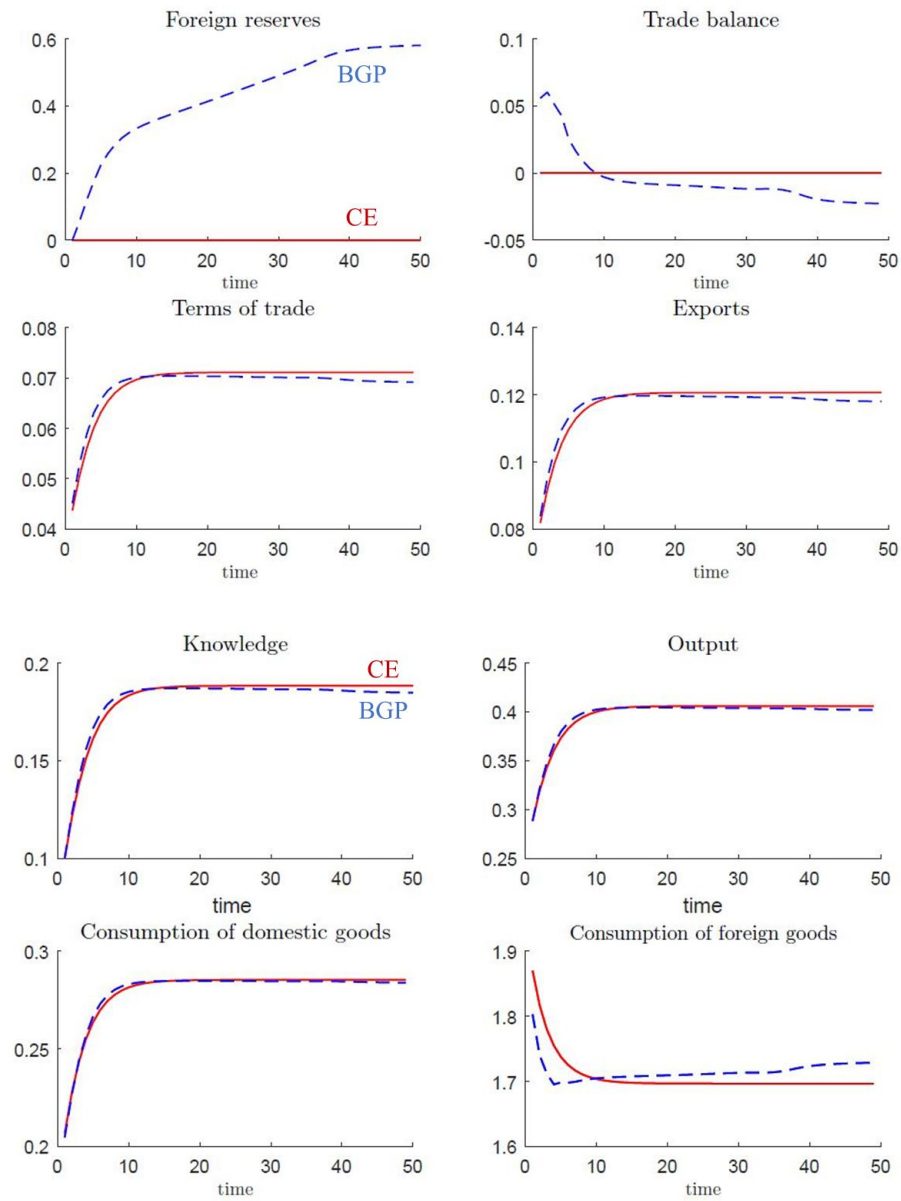 Foreign reserves
0.6
0.4
0.2
0
BGP
CE
0 10 20 30 40 50
time
Trade balance
0.1
0.05
0
-0.05
0 10 20 30 40 50
time
Terms of trade
0.08
0.07
0.06
0.05
0.04
0 10 20 30 40 50
time
Exports
0.14
0.12
0.1
0.08
0 10 20 30 40 50
time
Knowledge
0.2
0.15
0.1
CE
BGP
0 10 20 30 40 50
time
Output
0.45
0.4
0.35
0.3
0.25
0 10 20 30 40 50
time
Consumption of domestic goods
0.3
0.25
0.2
0 10 20 30 40 50
time
Consumption of foreign goods
1.9
1.8
1.7
1.6
0 10 20 30 40 50
time